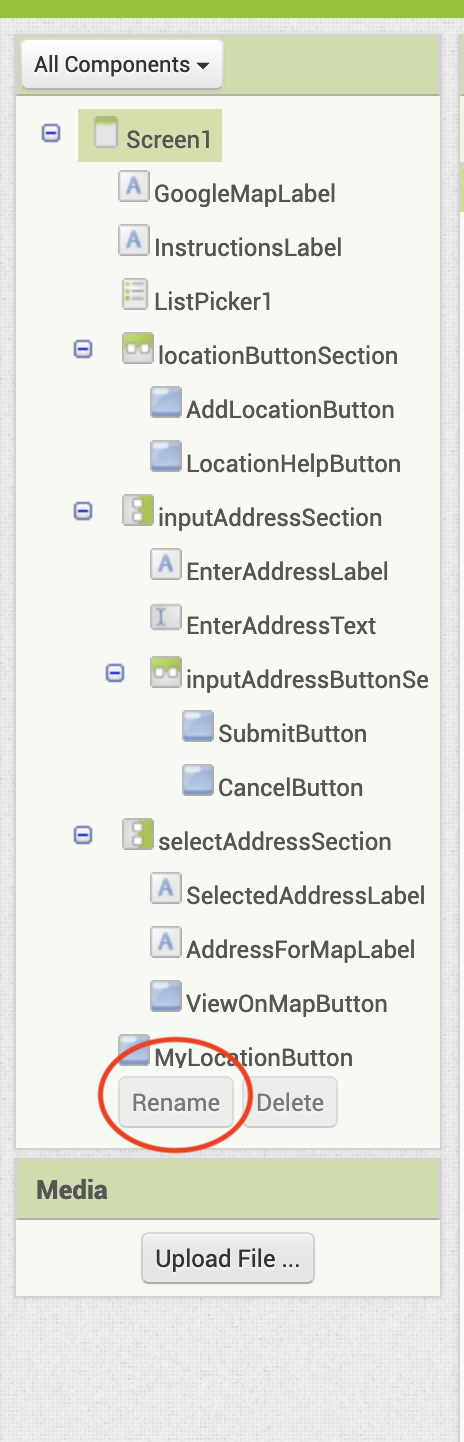 All Components
Screen1
A GoogleMapLabel
A InstructionsLabel
ListPicker1
locationButtonSection
AddLocationButton
LocationHelpButton
inputAddressSection
A EnterAddressLabel
EnterAddressText
inputAddressButtonSe
SubmitButton
CancelButton
selectAddressSection
A SelectedAddressLabel
A AddressForMapLabel
ViewOnMapButton
MyLocationButton
Rename Delete
Media
Upload File ...